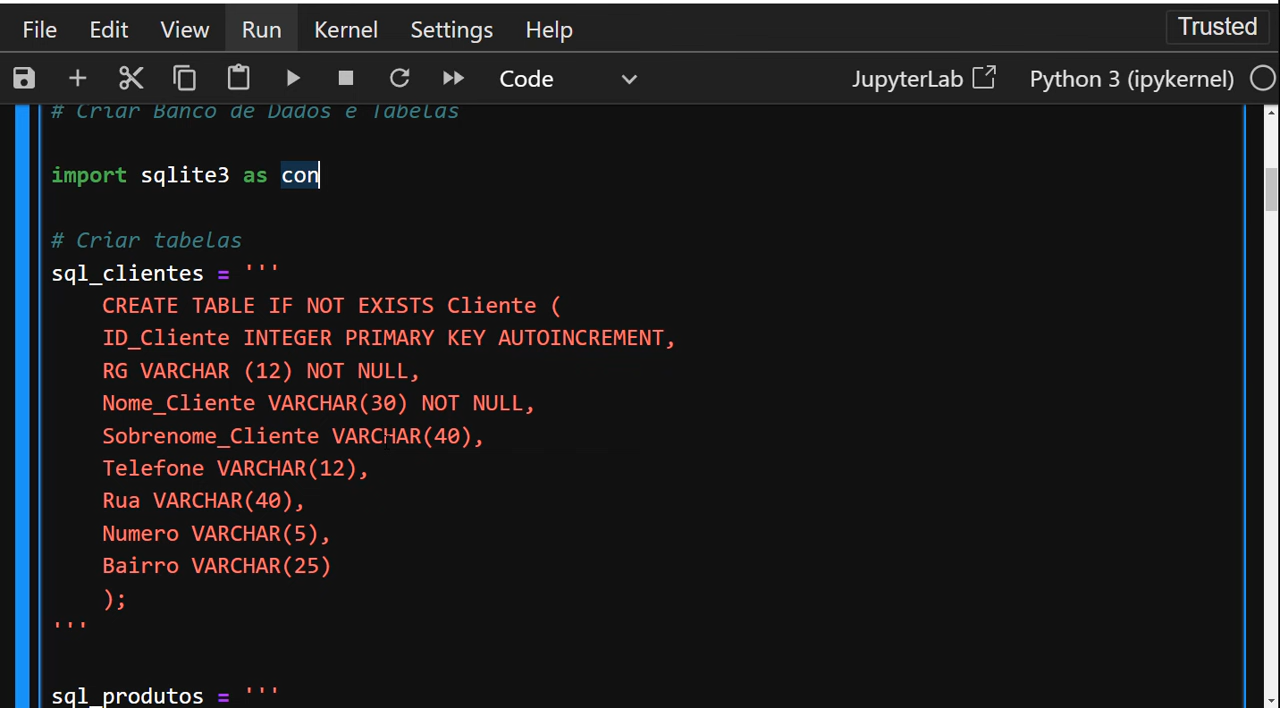 File Edit View Run Kernel Settings Help Trusted
Code JupyterLab Python 3 (ipykernel)
# Criar Banco de Dados e Tabelas
import sqlite3 as con
# Criar tabelas
sql_clientes = '''
CREATE TABLE IF NOT EXISTS Cliente (
ID_Cliente INTEGER PRIMARY KEY AUTOINCREMENT,
RG VARCHAR (12) NOT NULL,
Nome_Cliente VARCHAR(30) NOT NULL,
Sobrenome_Cliente VARCHAR(40),
Telefone VARCHAR(12),
Rua VARCHAR(40),
Numero VARCHAR(5),
Bairro VARCHAR(25)
);
'''
sql_produtos = '''